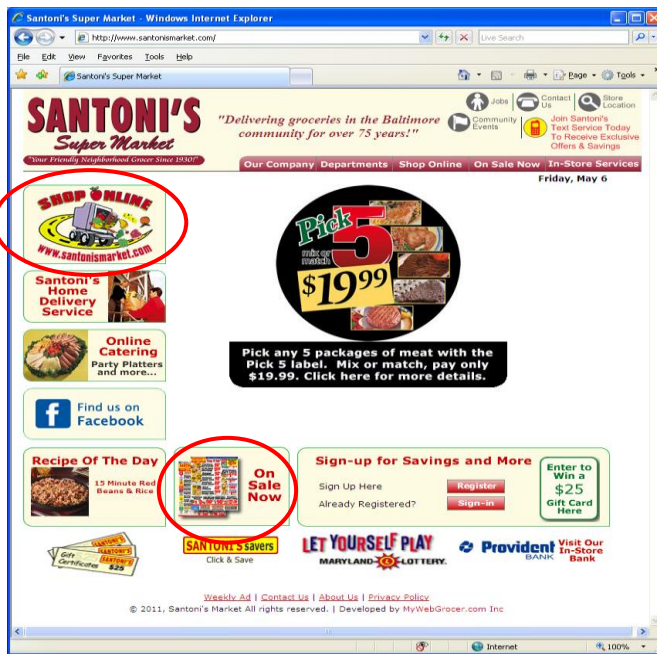 Santoni's Super Market - Windows Internet Explorer
http://www.santonismarket.com/
Live Search
File Edit View Favorites Tools Help
Santoni's Super Market
Page Tools
SANTONI'S
Super Market
"Your Friendly Neighborhood Grocer Since 1930!"
"Delivering groceries in the Baltimore
community for over 75 years!"
Jobs
Contact
Us
Store
Location
Community
Events
Join Santoni's
Text Service Today
To Receive Exclusive
Offers & Savings
Our Company Departments Shop Online On Sale Now In-Store Services
Friday, May 6
SHOP ONLINE
www.santonismarket.com
Santoni's
Home
Delivery
Service
Online
Catering
Party Platters
and more...
Find us on
Facebook
Pick
5
mix or
match
$19.99
Pick any 5 packages of meat with the
Pick 5 label. Mix or match, pay only
$19.99. Click here for more details.
Recipe Of The Day
15 Minute Red
Beans & Rice
On
Sale
Now
Sign-up for Savings and More
Sign Up Here
Register
Already Registered?
Sign-in
Enter to
Win a
$25
Gift Card
Here
Gift
Certificates
SANTONI'S
$25
SANTONI'S savers
Click & Save
LET YOURSELF PLAY
MARYLAND LOTTERY.
Provident
BANK
Visit Our
In-Store
Bank
Weekly Ad | Contact Us | About Us | Privacy Policy
© 2011, Santoni's Market All rights reserved. | Developed by MyWebGrocer.com Inc
Internet
100%